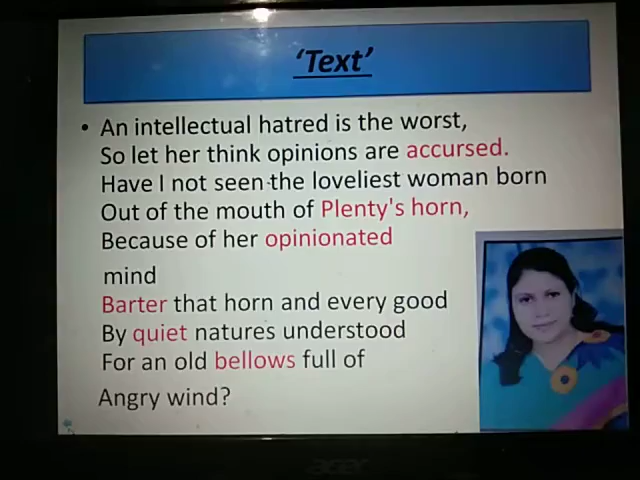 ‘Text’
• An intellectual hatred is the worst,
So let her think opinions are accursed.
Have I not seen the loveliest woman born
Out of the mouth of Plenty's horn,
Because of her opinionated
mind
Barter that horn and every good
By quiet natures understood
For an old bellows full of
Angry wind?
acer